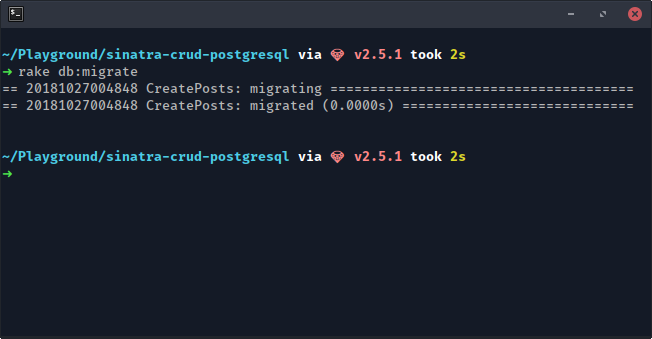 $_
~/Playground/sinatra-crud-postgresql via 💎 v2.5.1 took 2s
➜ rake db:migrate
== 20181027004848 CreatePosts: migrating ======================================
== 20181027004848 CreatePosts: migrated (0.0000s) =============================
~/Playground/sinatra-crud-postgresql via 💎 v2.5.1 took 2s
➜